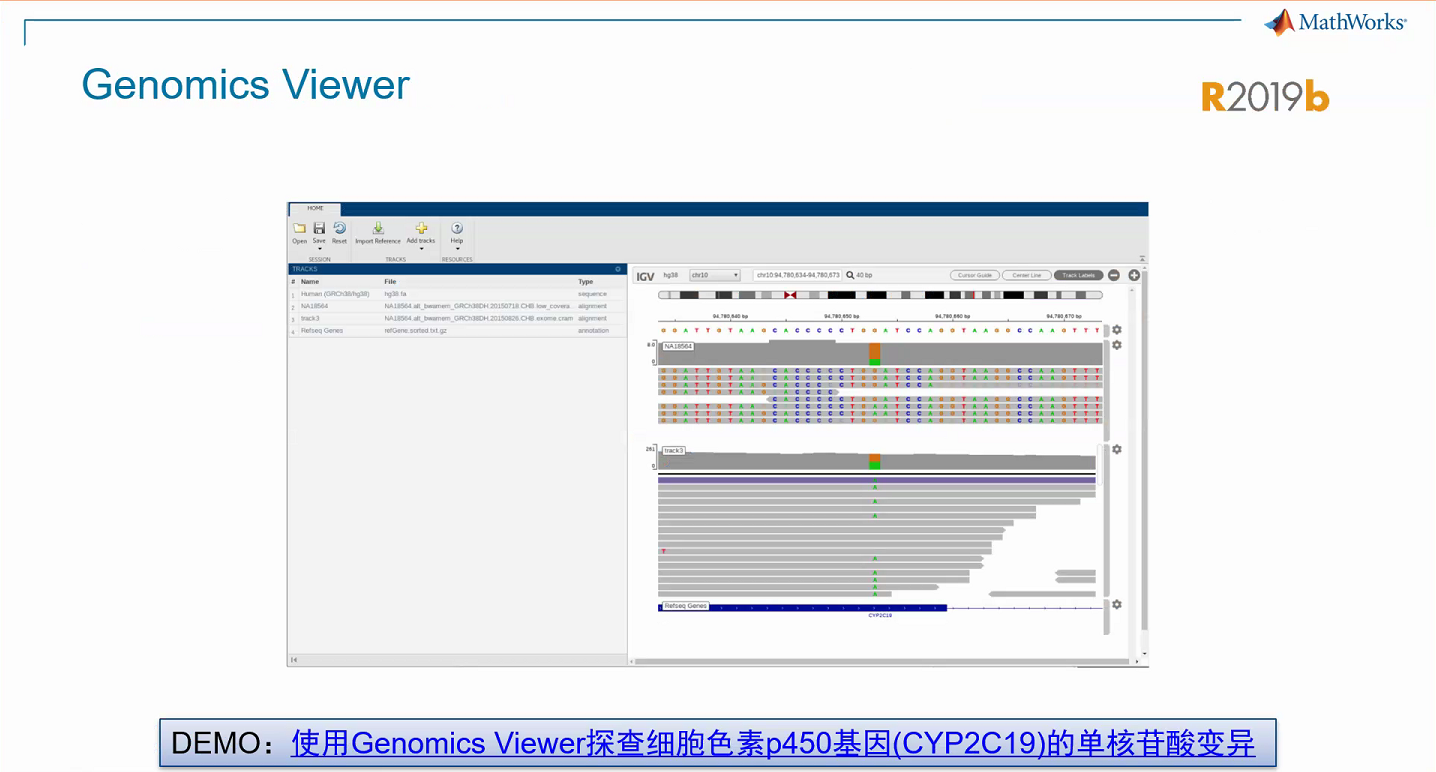 MathWorks®
Genomics Viewer
R2019b
HOME
Open Save Reset Import Reference Add tracks Help
SESSION TRACKS RESOURCES
TRACKS
# Name File Type
1 Human (GRCh38/hg38) hg38.fa sequence
2 NA18564 NA18564.alt_bwamem_GRCh38DH.20150718.CHB.low_covera... alignment
3 track3 NA18564.alt_bwamem_GRCh38DH.20150826.CHB.exome.cram alignment
4 Refseq Genes refGene.sorted.txt.gz annotation
IGV hg38 chr10 chr10:94,780,634-94,780,673 40 bp Cursor Guide Center Line Track Labels
94,780,640 bp 94,780,650 bp 94,780,660 bp 94,780,670 bp
G G A T T G T A A G C A C C C C C T G G A T C C A G G T A A G G C C A A G T T T
8.0 NA18564
0
261 track3
0
A
A
A
T
A
A
A
A
A
Refseq Genes
CYP2C19
DEMO：使用Genomics Viewer探查细胞色素p450基因(CYP2C19)的单核苷酸变异